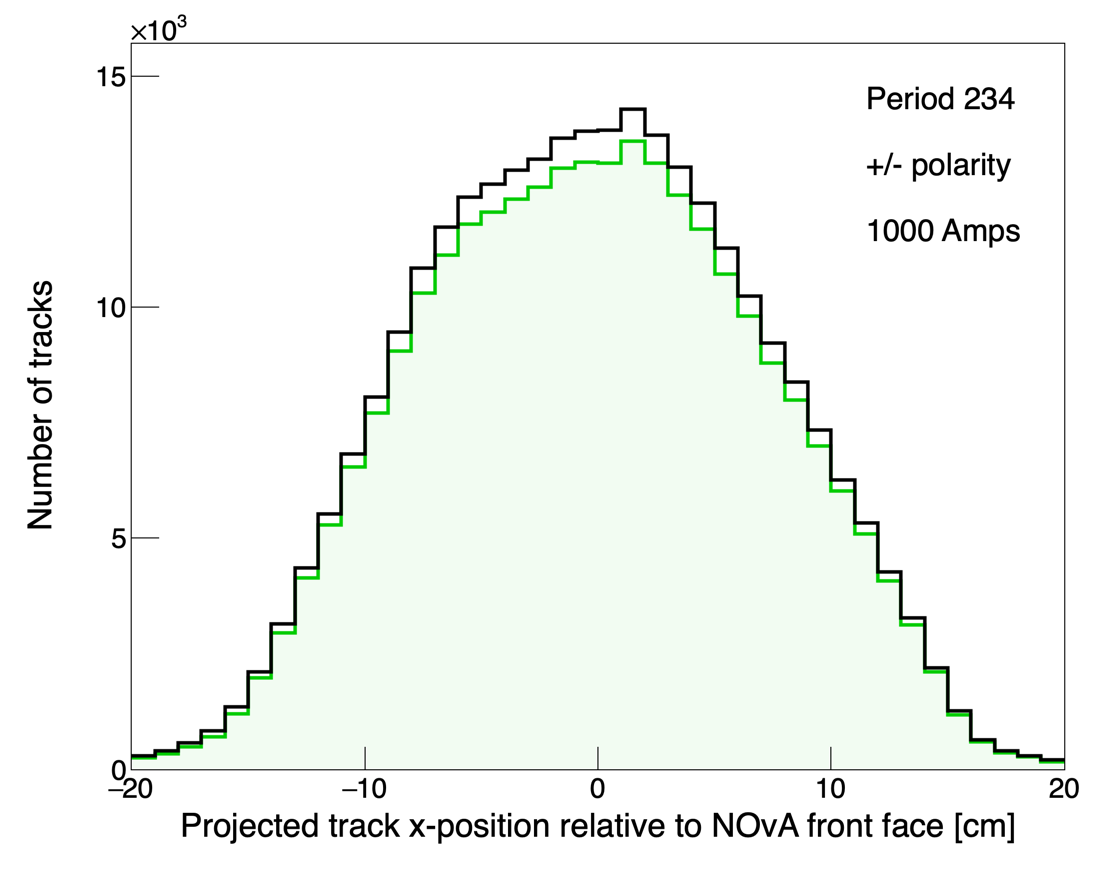 ×10³
15
10
5
0
Number of tracks
Period 234
+/- polarity
1000 Amps
−20 −10 0 10 20
Projected track x-position relative to NOvA front face [cm]